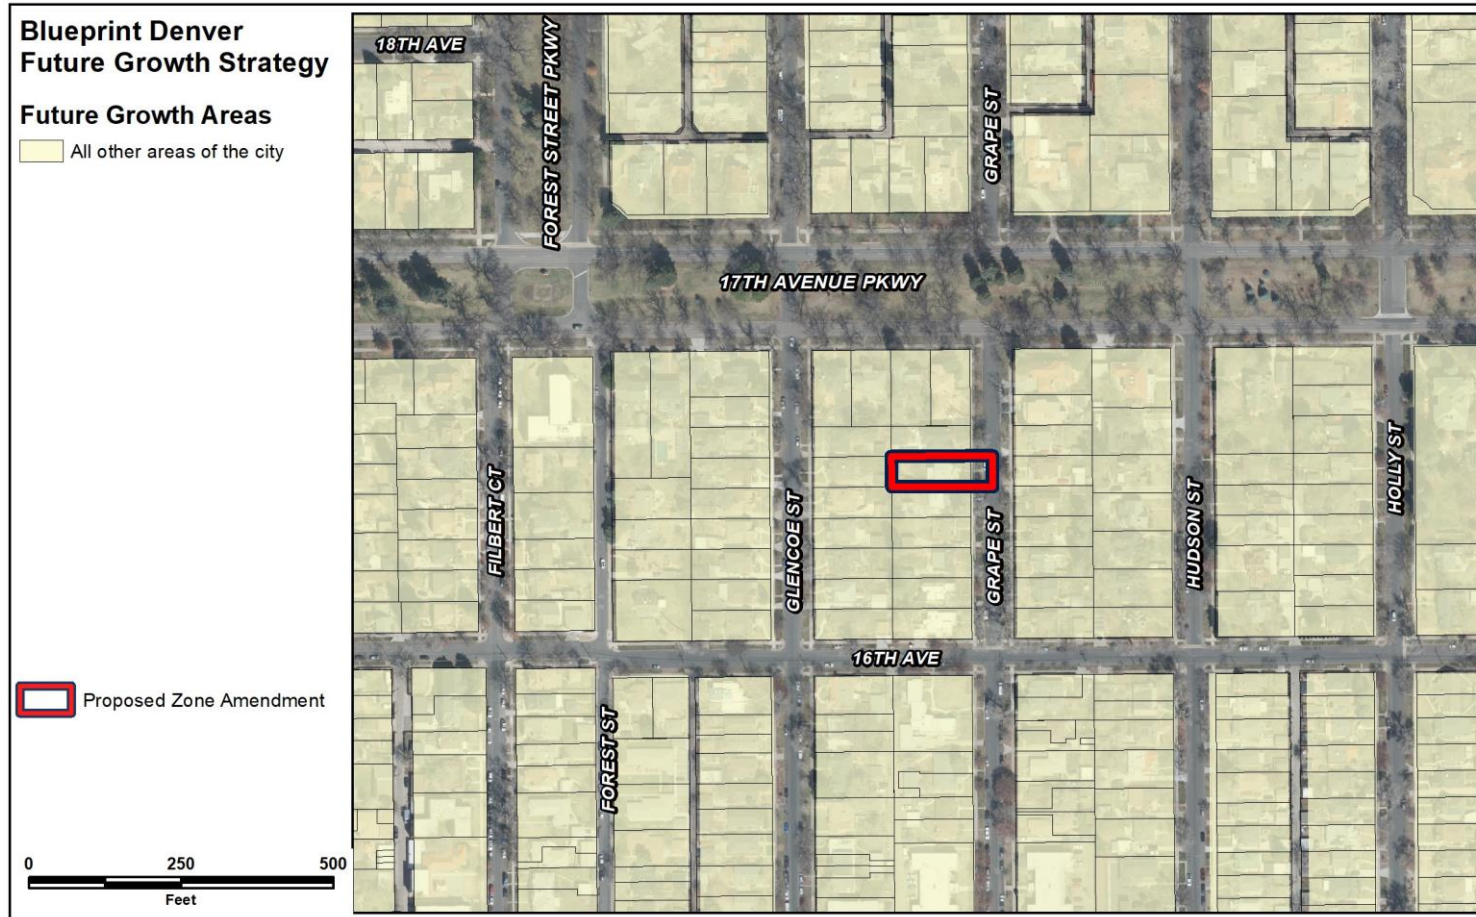 Blueprint Denver
Future Growth Strategy
Future Growth Areas
All other areas of the city
Proposed Zone Amendment
0 250 500
Feet
18TH AVE
FOREST STREET PKWY
GRAPE ST
17TH AVENUE PKWY
FILBERT CT
GLENCOE ST
GRAPE ST
HUDSON ST
HOLLY ST
16TH AVE
FOREST ST